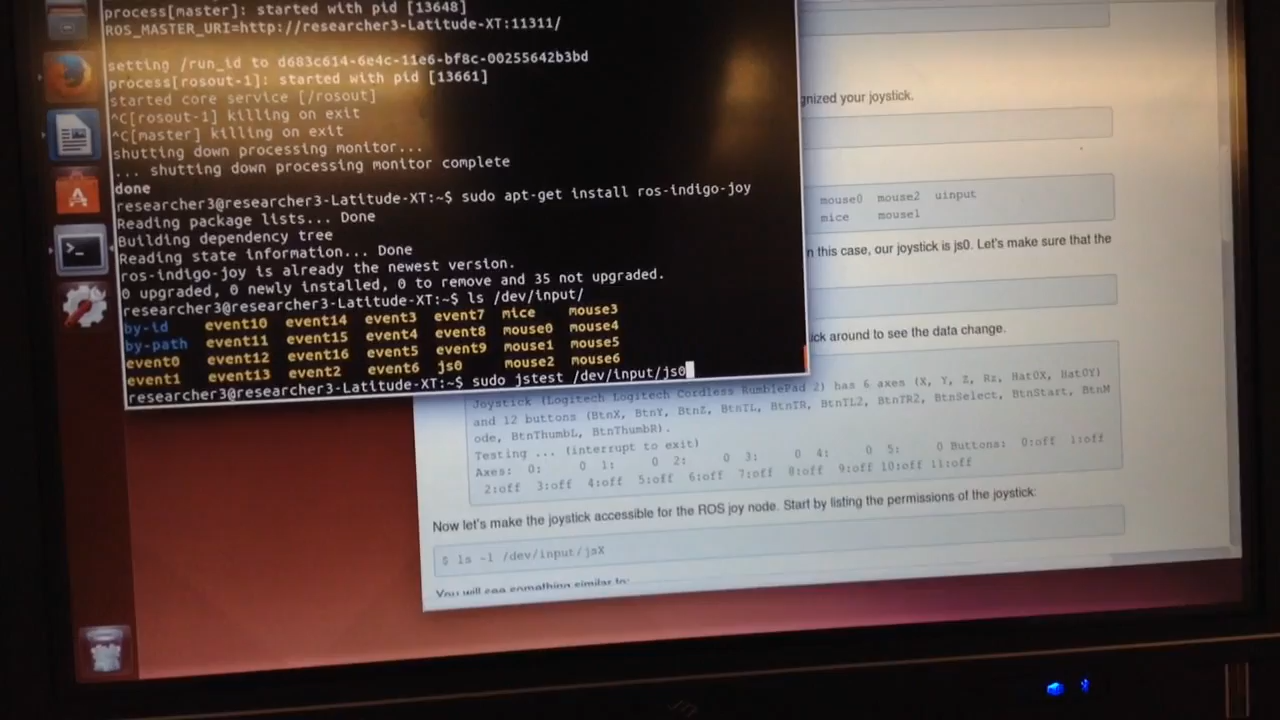 process[master]: started with pid [13648]
ROS_MASTER_URI=http://researcher3-Latitude-XT:11311/
setting /run_id to d683c614-6e4c-11e6-bf8c-00255642b3bd
process[rosout-1]: started with pid [13661]
started core service [/rosout]
^C[rosout-1] killing on exit
^C[master] killing on exit
shutting down processing monitor...
... shutting down processing monitor complete
done
researcher3@researcher3-Latitude-XT:~$ sudo apt-get install ros-indigo-joy
Reading package lists... Done
Building dependency tree
Reading state information... Done
ros-indigo-joy is already the newest version.
0 upgraded, 0 newly installed, 0 to remove and 35 not upgraded.
researcher3@researcher3-Latitude-XT:~$ ls /dev/input/
by-id event10 event14 event3 event7 mice mouse3
by-path event11 event15 event4 event8 mouse0 mouse4
event0 event12 event16 event5 event9 mouse1 mouse5
event1 event13 event2 event6 js0 mouse2 mouse6
researcher3@researcher3-Latitude-XT:~$ sudo jstest /dev/input/js0
gnized your joystick.
mouse0 mouse2 uinput
mice mouse1
n this case, our joystick is js0. Let's make sure that the
ick around to see the data change.
Joystick (Logitech Logitech Cordless RumblePad 2) has 6 axes (X, Y, Z, Rz, Hat0X, Hat0Y)
and 12 buttons (BtnX, BtnY, BtnZ, BtnTL, BtnTR, BtnTL2, BtnTR2, BtnSelect, BtnStart, BtnM
ode, BtnThumbL, BtnThumbR).
Testing ... (interrupt to exit)
Axes: 0: 0 1: 0 2: 0 3: 0 4: 0 5: 0 Buttons: 0:off 1:off
2:off 3:off 4:off 5:off 6:off 7:off 8:off 9:off 10:off 11:off
Now let's make the joystick accessible for the ROS joy node. Start by listing the permissions of the joystick:
$ ls -l /dev/input/jsX
You will see something similar to: